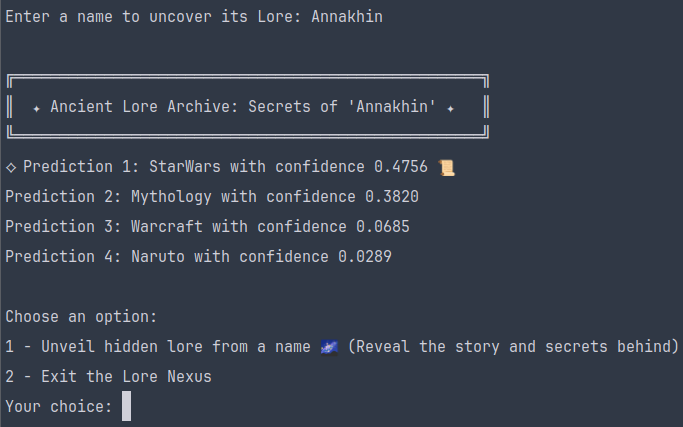 Enter a name to uncover its Lore: Annakhin
✦ Ancient Lore Archive: Secrets of 'Annakhin' ✦
◇ Prediction 1: StarWars with confidence 0.4756 📜
Prediction 2: Mythology with confidence 0.3820
Prediction 3: Warcraft with confidence 0.0685
Prediction 4: Naruto with confidence 0.0289
Choose an option:
1 - Unveil hidden lore from a name 🌌 (Reveal the story and secrets behind)
2 - Exit the Lore Nexus
Your choice: